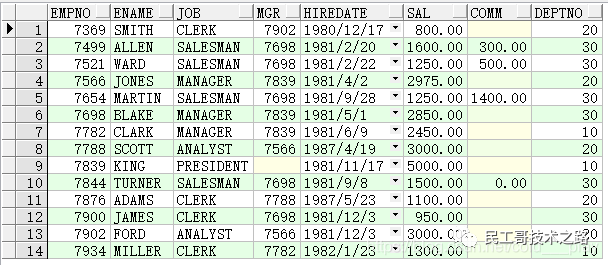 EMPNO ENAME JOB MGR HIREDATE SAL COMM DEPTNO
1 7369 SMITH CLERK 7902 1980/12/17 800.00 20
2 7499 ALLEN SALESMAN 7698 1981/2/20 1600.00 300.00 30
3 7521 WARD SALESMAN 7698 1981/2/22 1250.00 500.00 30
4 7566 JONES MANAGER 7839 1981/4/2 2975.00 20
5 7654 MARTIN SALESMAN 7698 1981/9/28 1250.00 1400.00 30
6 7698 BLAKE MANAGER 7839 1981/5/1 2850.00 30
7 7782 CLARK MANAGER 7839 1981/6/9 2450.00 10
8 7788 SCOTT ANALYST 7566 1987/4/19 3000.00 20
9 7839 KING PRESIDENT 1981/11/17 5000.00 10
10 7844 TURNER SALESMAN 7698 1981/9/8 1500.00 0.00 30
11 7876 ADAMS CLERK 7788 1987/5/23 1100.00 20
12 7900 JAMES CLERK 7698 1981/12/3 950.00 30
13 7902 FORD ANALYST 7566 1981/12/3 3000.00 20
14 7934 MILLER CLERK 7782 1982/1/23 1300.00 10
民工哥技术之路